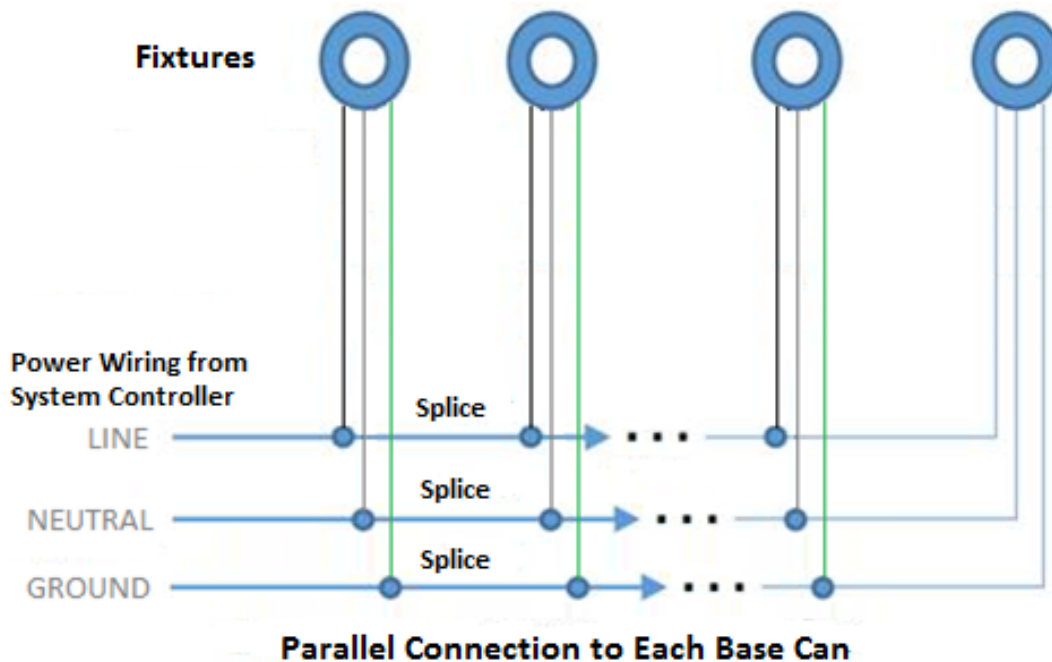 Fixtures
Power Wiring from
System Controller
Splice
LINE
Splice
NEUTRAL
Splice
GROUND
Parallel Connection to Each Base Can